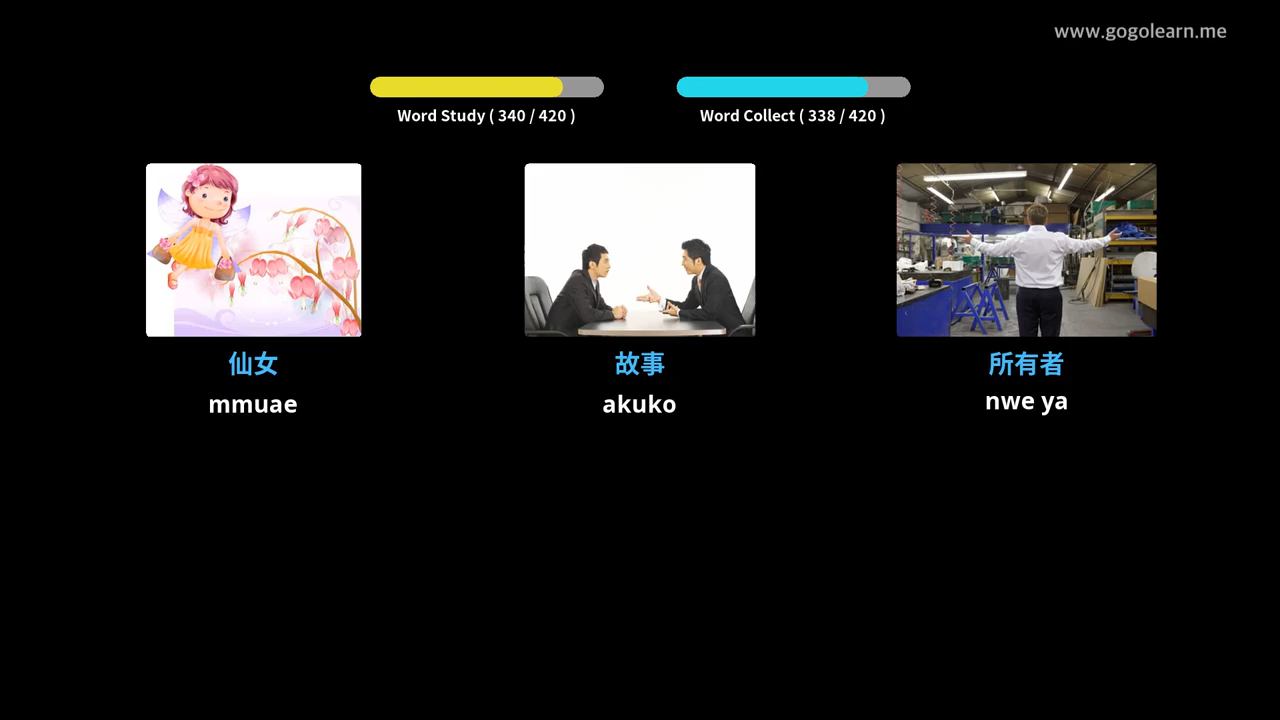 www.gogolearn.me
Word Study ( 340 / 420 )
Word Collect ( 338 / 420 )
仙女
故事
所有者
mmuae
akuko
nwe ya